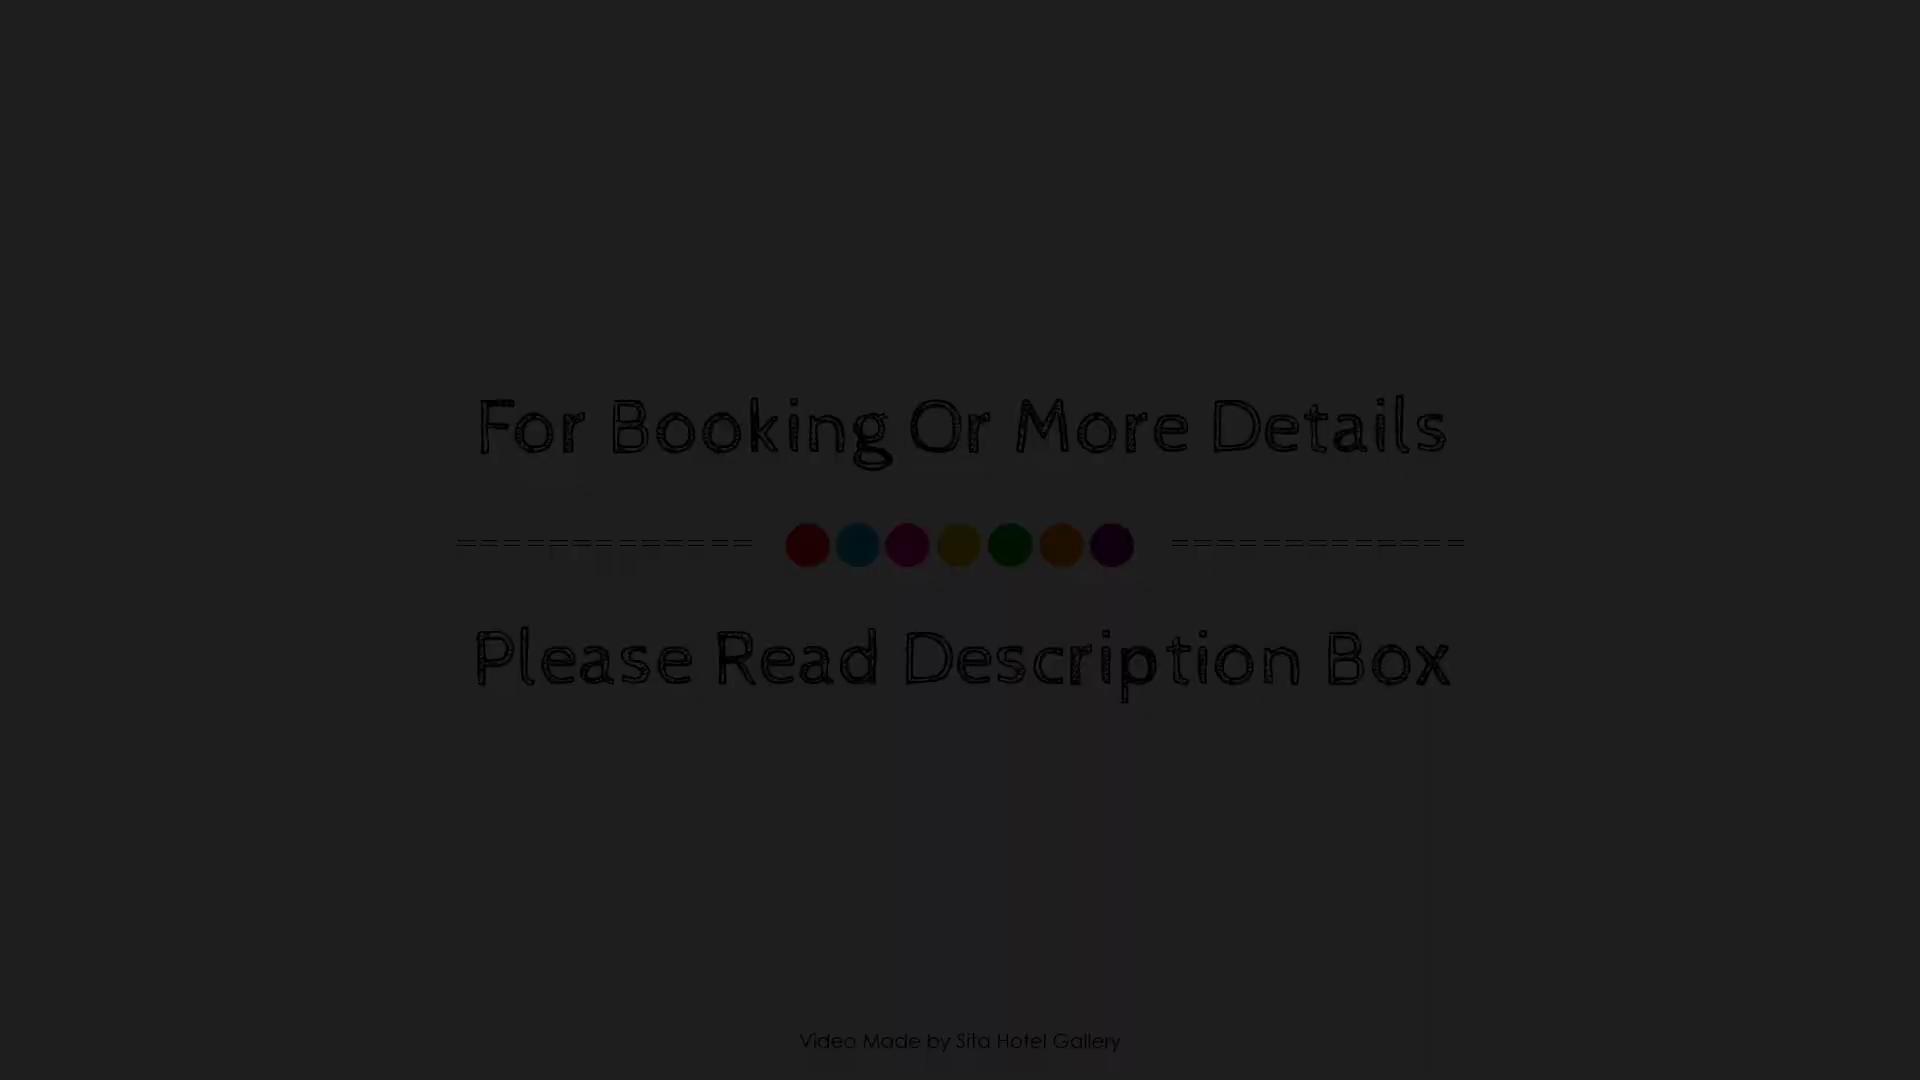 For Booking Or More Details
============= =============
Please Read Description Box
Video Made by Sita Hotel Gallery